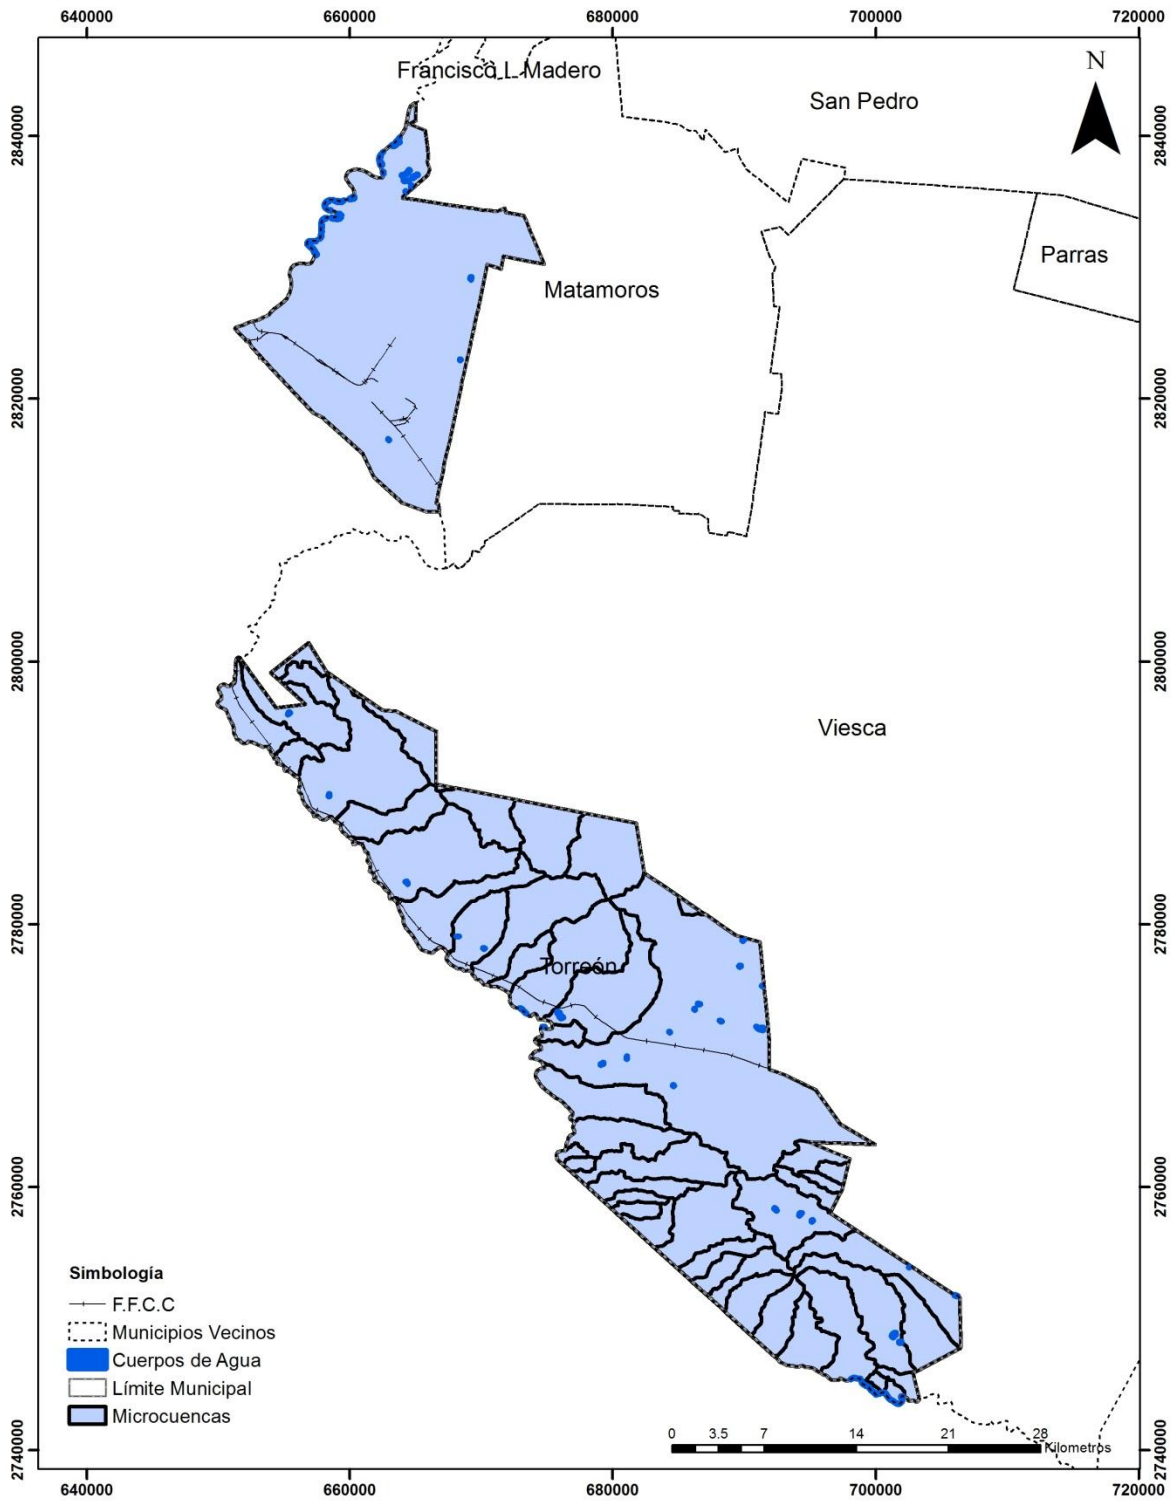 640000 660000 680000 700000 720000
Francisco I. Madero
San Pedro
N
2840000 2840000
Parras
Matamoros
2820000 2820000
2800000 2800000
Viesca
2780000 2780000
Torreón
2760000 2760000
Simbología
F.F.C.C
Municipios Vecinos
Cuerpos de Agua
Límite Municipal
Microcuencas
0 3.5 7 14 21 28
Kilometros
2740000 2740000
640000 660000 680000 700000 720000